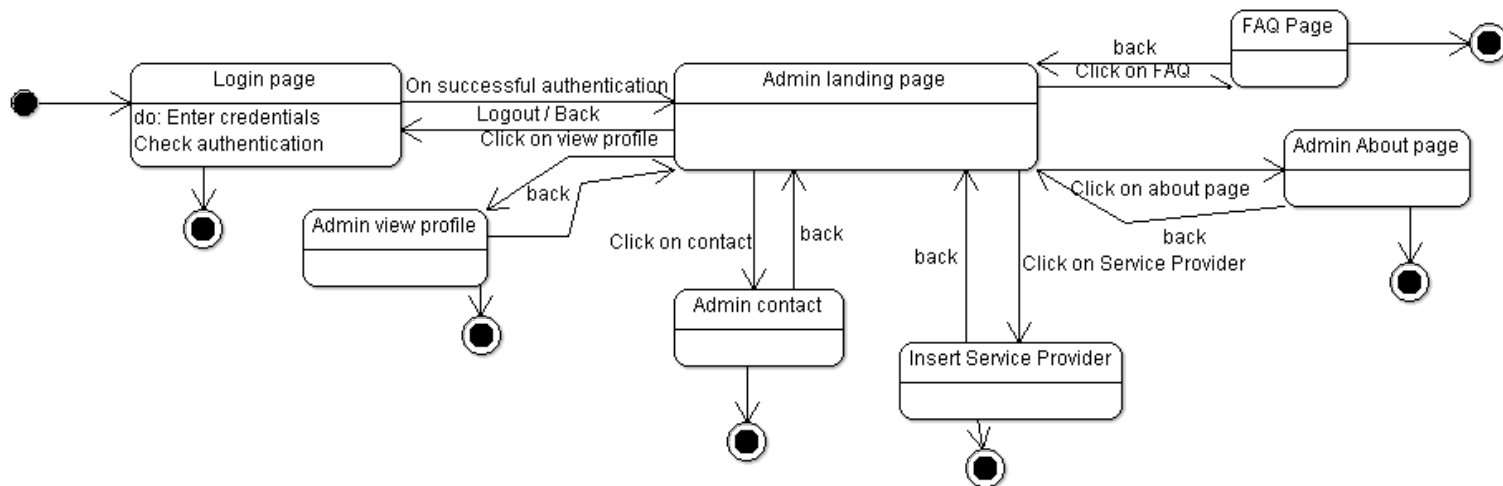 FAQ Page
back
Click on FAQ
Login page
do: Enter credentials
Check authentication
On successful authentication
Logout / Back
Click on view profile
Admin landing page
Admin About page
Click on about page
back
back
Admin view profile
Click on contact
back
back
Click on Service Provider
Admin contact
Insert Service Provider